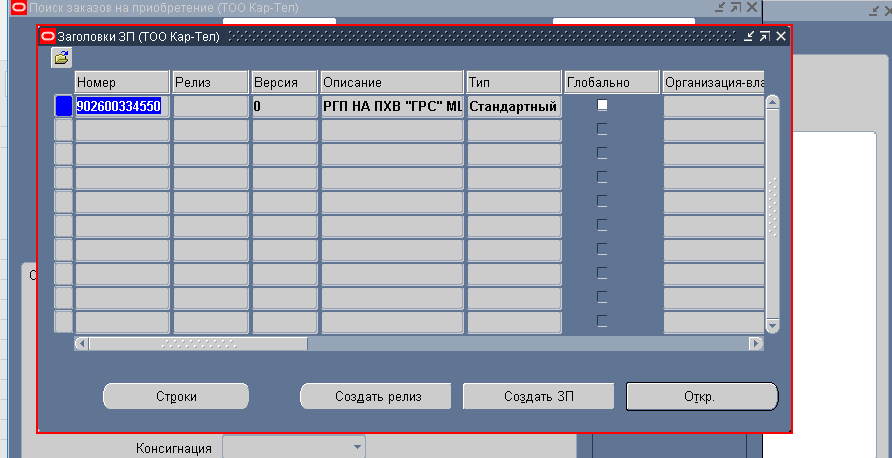 Поиск заказов на приобретение (ТОО Кар-Тел)
Заголовки ЗП (ТОО Кар-Тел)
Номер Релиз Версия Описание Тип Глобально Организация-вла
902600334550 0 РГП НА ПХВ "ГРС" МЦ Стандартный
С
Строки Создать релиз Создать ЗП Откр.
Консигнация